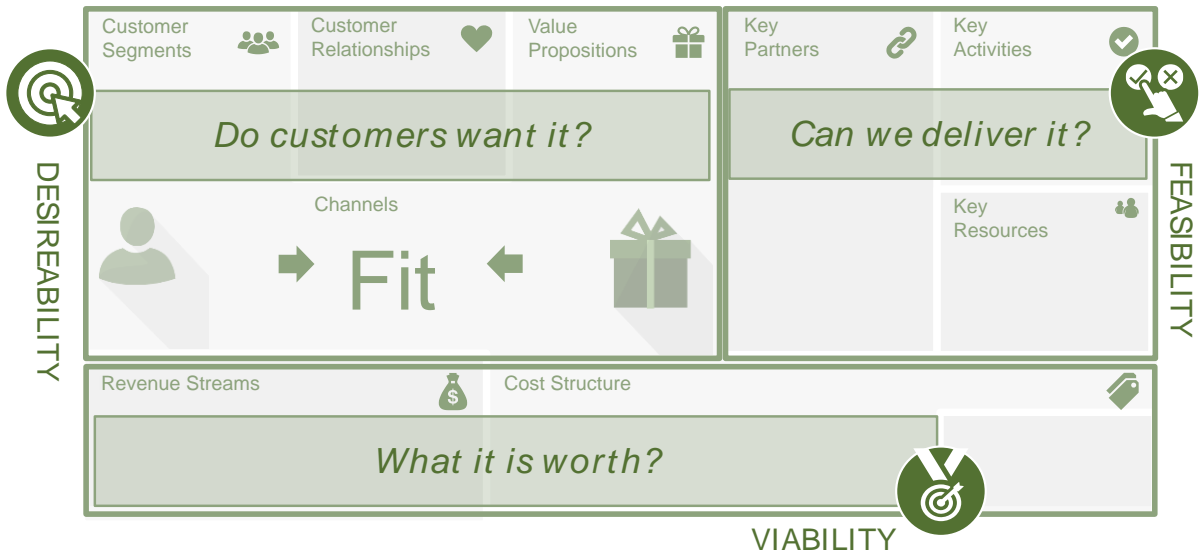 Customer
Segments
Customer
Relationships
Value
Propositions
Key
Partners
Key
Activities
Do customers want it?
Can we deliver it?
DESIREABILITY
FEASIBILITY
Channels
Fit
Key
Resources
Revenue Streams
$
Cost Structure
What it is worth?
VIABILITY